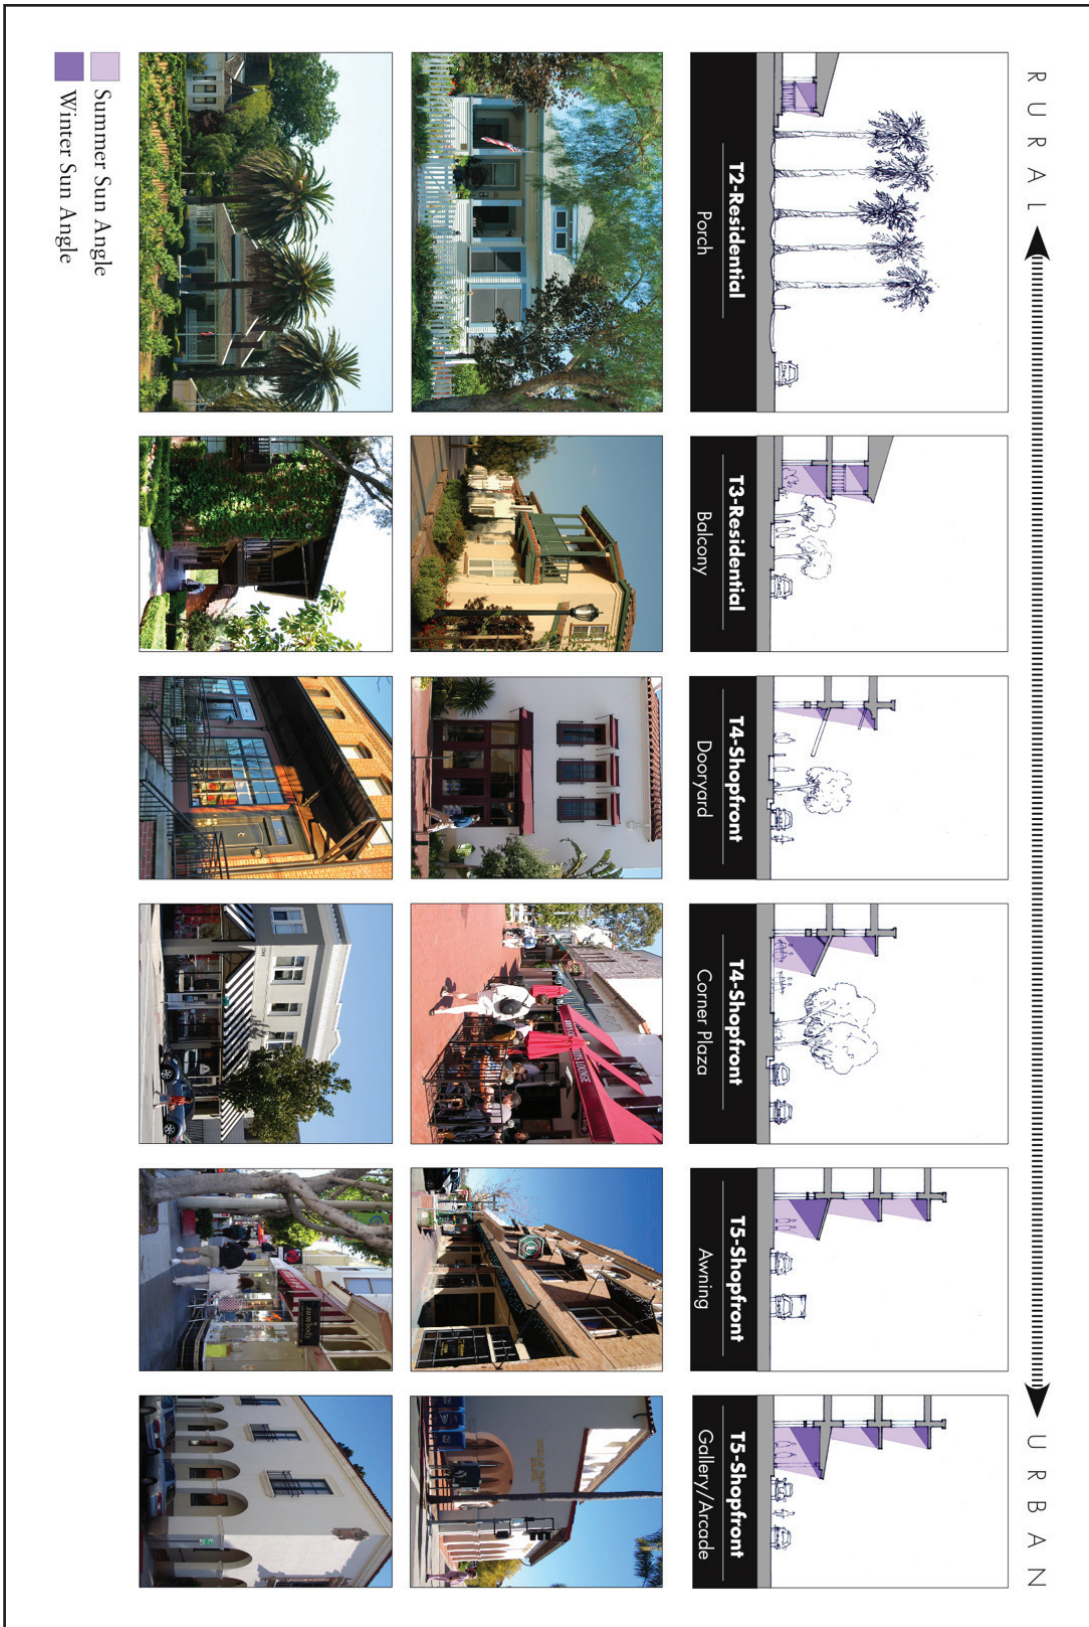 RURAL
URBAN
T2-Residential
Porch
T3-Residential
Balcony
T4-Shopfront
Dooryard
T4-Shopfront
Corner Plaza
T5-Shopfront
Awning
T5-Shopfront
Gallery/Arcade
LOUNGE
Summer Sun Angle
Winter Sun Angle